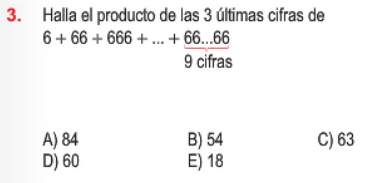 3. Halla el producto de las 3 últimas cifras de
6 + 66 + 666 + ... + 66...66
9 cifras
A) 84 B) 54 C) 63
D) 60 E) 18